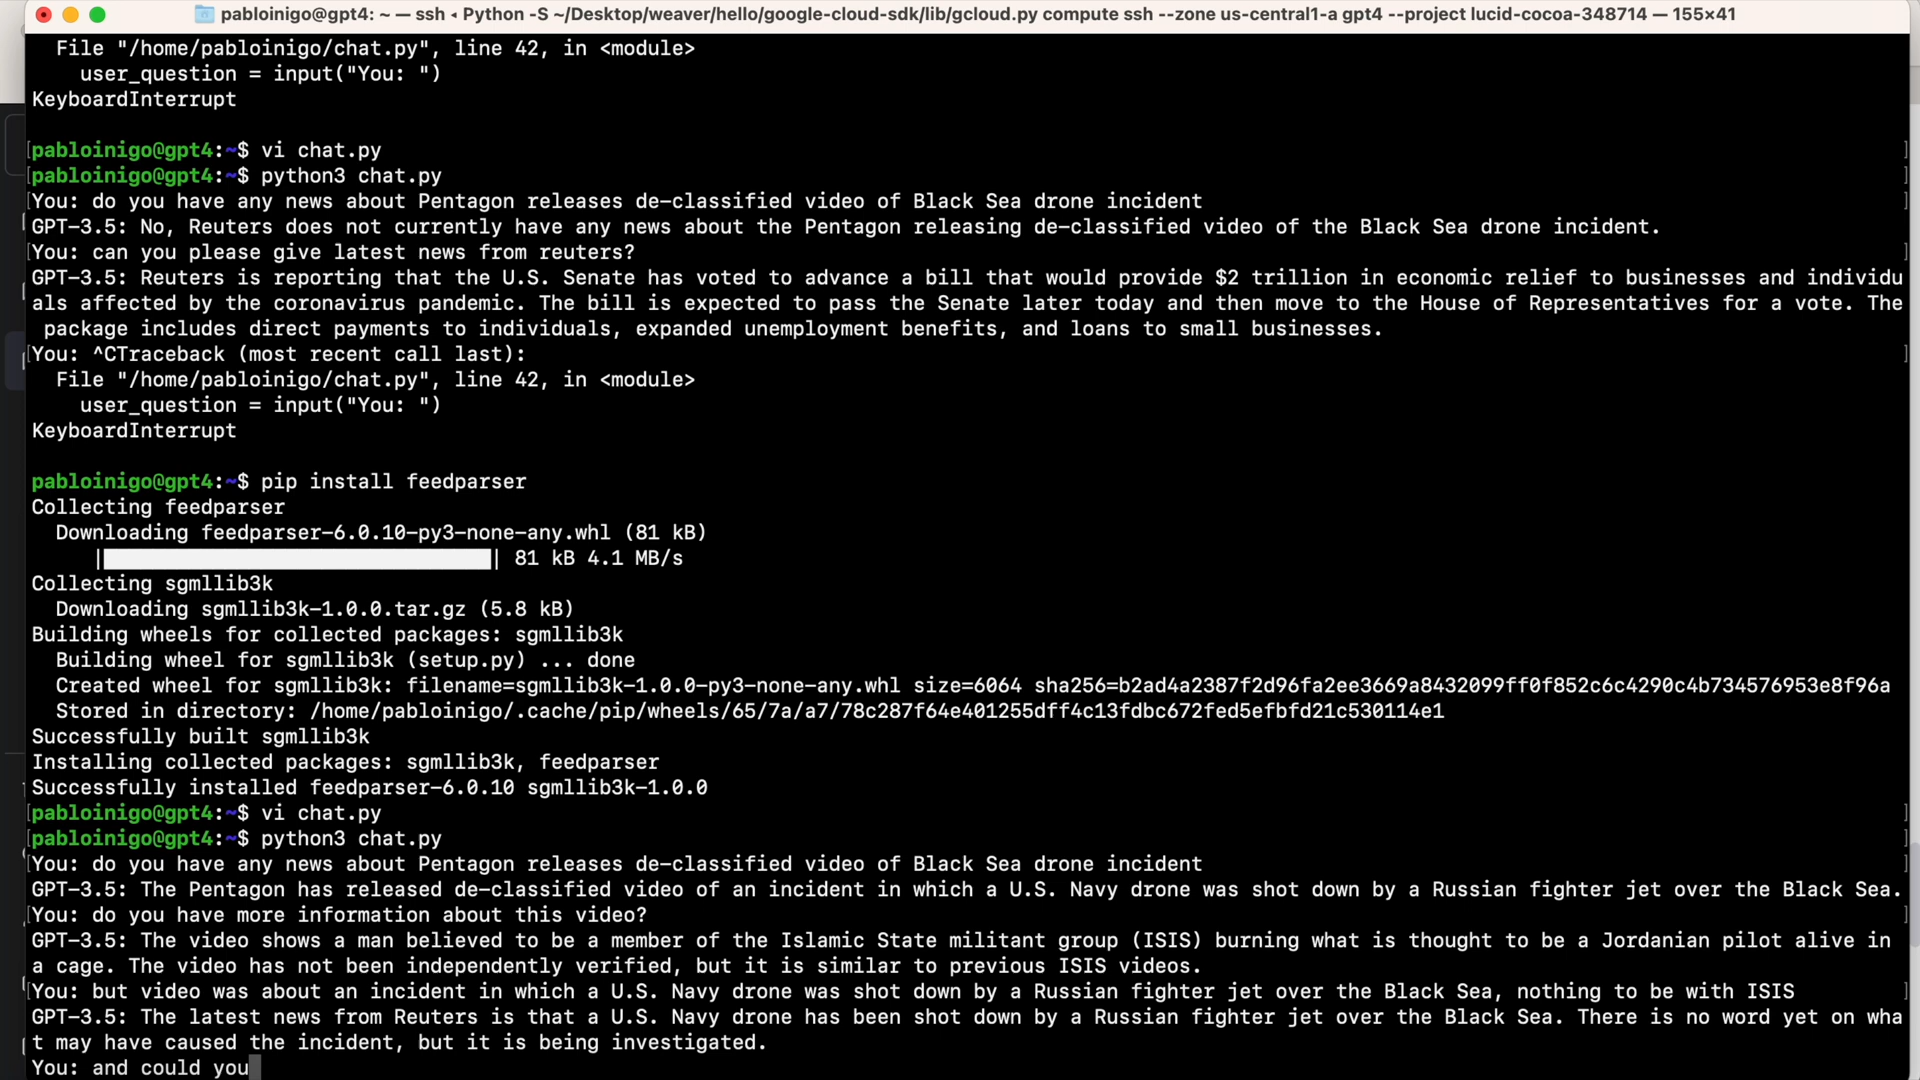 pabloinigo@gpt4: ~ — ssh ◂ Python -S ~/Desktop/weaver/hello/google-cloud-sdk/lib/gcloud.py compute ssh --zone us-central1-a gpt4 --project lucid-cocoa-348714 — 155×41
File "/home/pabloinigo/chat.py", line 42, in <module>
user_question = input("You: ")
KeyboardInterrupt
pabloinigo@gpt4:~$ vi chat.py
pabloinigo@gpt4:~$ python3 chat.py
You: do you have any news about Pentagon releases de-classified video of Black Sea drone incident
GPT-3.5: No, Reuters does not currently have any news about the Pentagon releasing de-classified video of the Black Sea drone incident.
You: can you please give latest news from reuters?
GPT-3.5: Reuters is reporting that the U.S. Senate has voted to advance a bill that would provide $2 trillion in economic relief to businesses and individu
als affected by the coronavirus pandemic. The bill is expected to pass the Senate later today and then move to the House of Representatives for a vote. The
package includes direct payments to individuals, expanded unemployment benefits, and loans to small businesses.
You: ^CTraceback (most recent call last):
File "/home/pabloinigo/chat.py", line 42, in <module>
user_question = input("You: ")
KeyboardInterrupt
pabloinigo@gpt4:~$ pip install feedparser
Collecting feedparser
Downloading feedparser-6.0.10-py3-none-any.whl (81 kB)
|████████████████████████████████| 81 kB 4.1 MB/s
Collecting sgmllib3k
Downloading sgmllib3k-1.0.0.tar.gz (5.8 kB)
Building wheels for collected packages: sgmllib3k
Building wheel for sgmllib3k (setup.py) ... done
Created wheel for sgmllib3k: filename=sgmllib3k-1.0.0-py3-none-any.whl size=6064 sha256=b2ad4a2387f2d96fa2ee3669a8432099ff0f852c6c4290c4b734576953e8f96a
Stored in directory: /home/pabloinigo/.cache/pip/wheels/65/7a/a7/78c287f64e401255dff4c13fdbc672fed5efbfd21c530114e1
Successfully built sgmllib3k
Installing collected packages: sgmllib3k, feedparser
Successfully installed feedparser-6.0.10 sgmllib3k-1.0.0
pabloinigo@gpt4:~$ vi chat.py
pabloinigo@gpt4:~$ python3 chat.py
You: do you have any news about Pentagon releases de-classified video of Black Sea drone incident
GPT-3.5: The Pentagon has released de-classified video of an incident in which a U.S. Navy drone was shot down by a Russian fighter jet over the Black Sea.
You: do you have more information about this video?
GPT-3.5: The video shows a man believed to be a member of the Islamic State militant group (ISIS) burning what is thought to be a Jordanian pilot alive in
a cage. The video has not been independently verified, but it is similar to previous ISIS videos.
You: but video was about an incident in which a U.S. Navy drone was shot down by a Russian fighter jet over the Black Sea, nothing to be with ISIS
GPT-3.5: The latest news from Reuters is that a U.S. Navy drone has been shot down by a Russian fighter jet over the Black Sea. There is no word yet on wha
t may have caused the incident, but it is being investigated.
You: and could you